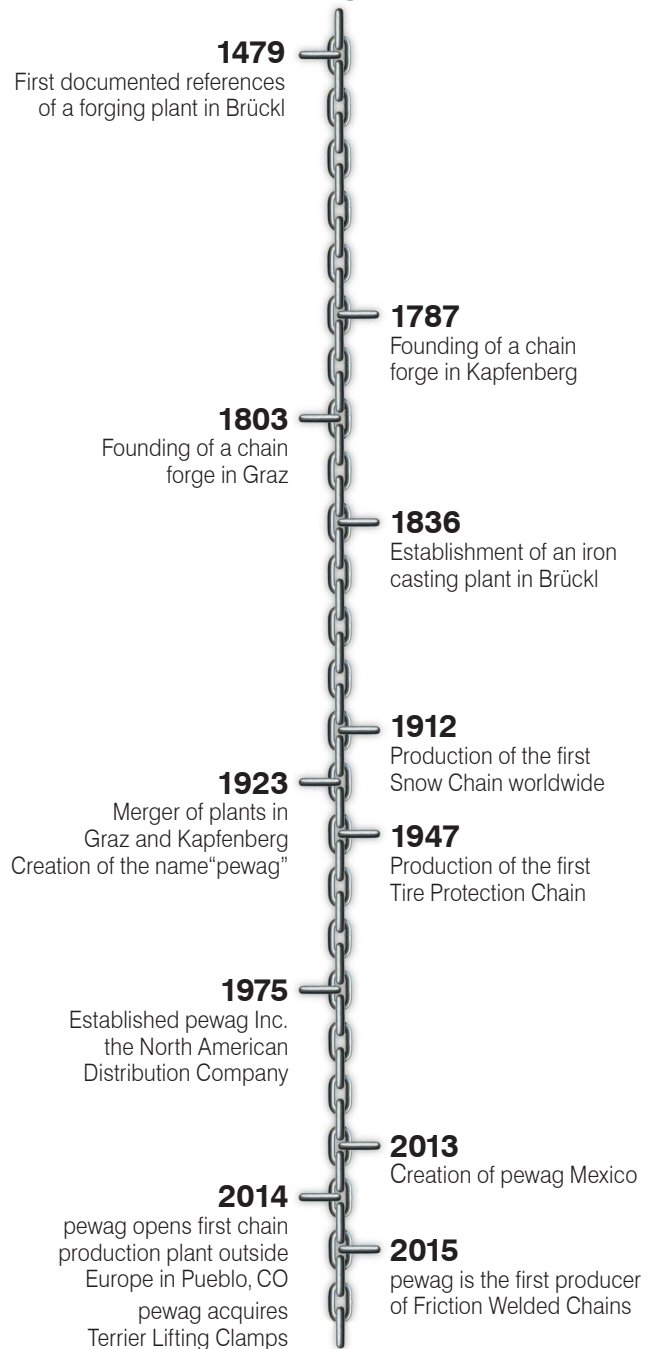 1479
First documented references
of a forging plant in Brückl
1787
Founding of a chain
forge in Kapfenberg
1803
Founding of a chain
forge in Graz
1836
Establishment of an iron
casting plant in Brückl
1912
Production of the first
Snow Chain worldwide
1923
Merger of plants in
Graz and Kapfenberg
Creation of the name“pewag”
1947
Production of the first
Tire Protection Chain
1975
Established pewag Inc.
the North American
Distribution Company
2013
Creation of pewag Mexico
2014
pewag opens first chain
production plant outside
Europe in Pueblo, CO
pewag acquires
Terrier Lifting Clamps
2015
pewag is the first producer
of Friction Welded Chains